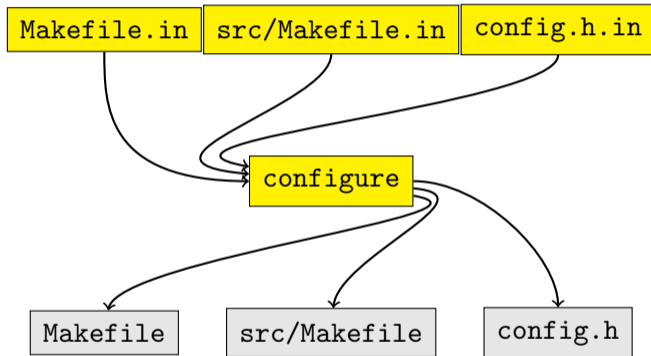 Makefile.in
src/Makefile.in
config.h.in
configure
Makefile
src/Makefile
config.h